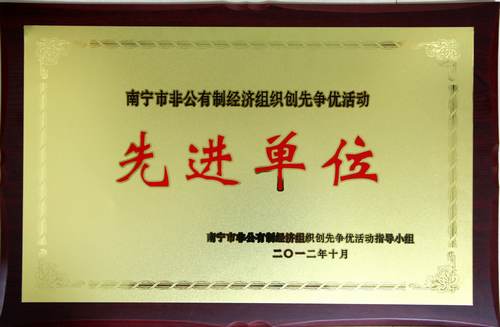 南宁市非公有制经济组织创先争优活动
先进单位
南宁市非公有制经济组织创先争优活动指导小组
二〇一二年十月